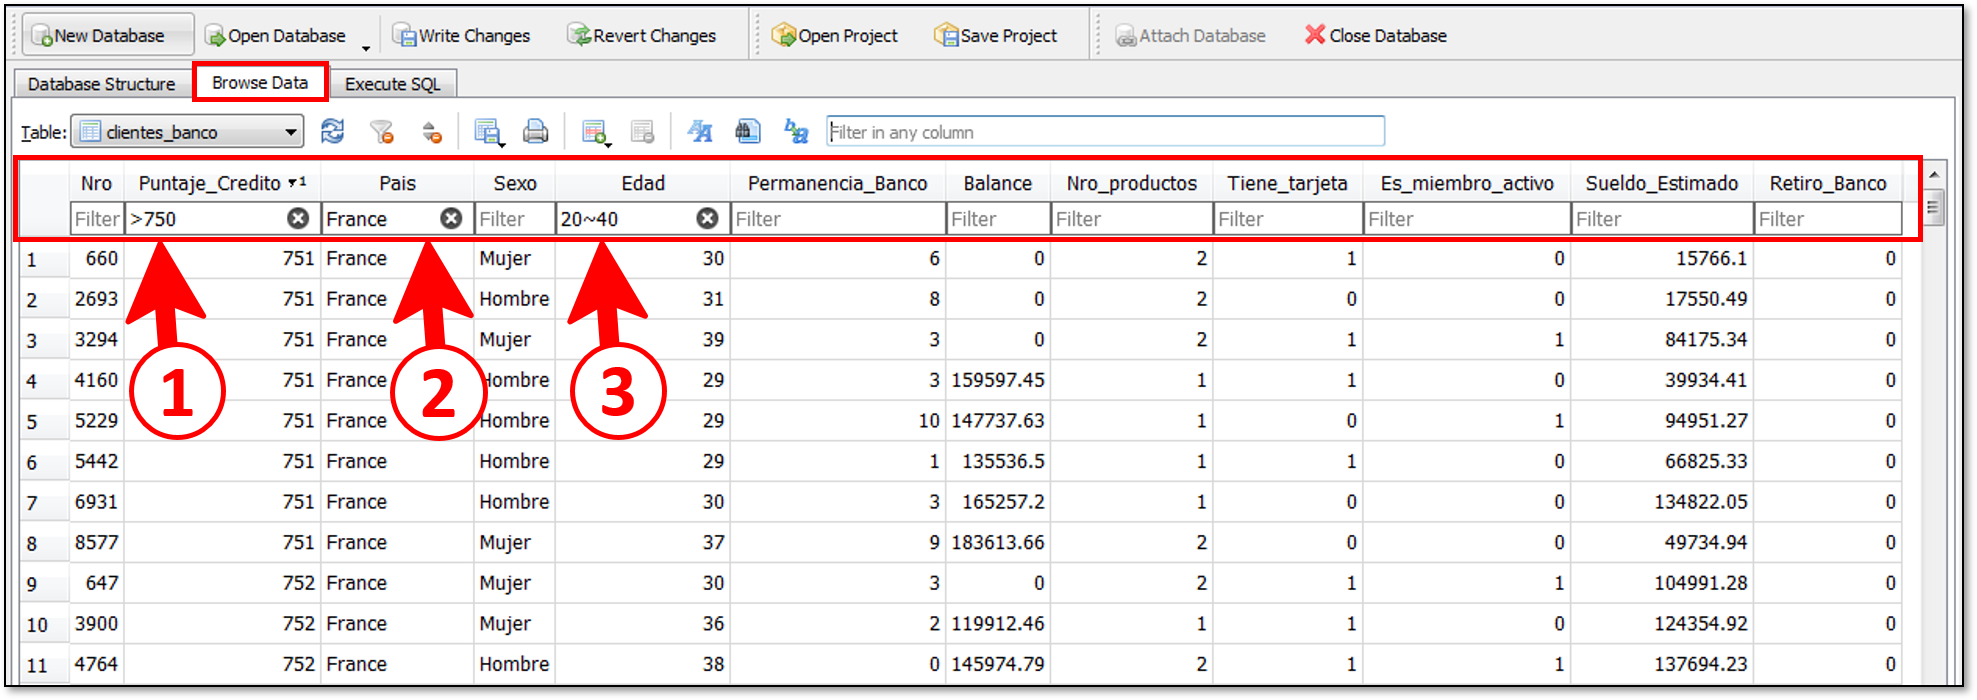 New Database Open Database Write Changes Revert Changes Open Project Save Project Attach Database Close Database
Database Structure Browse Data Execute SQL
Table: clientes_banco Filter in any column
Nro Puntaje_Credito 1 Pais Sexo Edad Permanencia_Banco Balance Nro_productos Tiene_tarjeta Es_miembro_activo Sueldo_Estimado Retiro_Banco
Filter >750 France Filter 20~40 Filter Filter Filter Filter Filter Filter Filter
1 660 751 France Mujer 30 6 0 2 1 0 15766.1 0
2 2693 751 France Hombre 31 8 0 2 0 0 17550.49 0
3 3294 751 France Mujer 39 3 0 2 1 1 84175.34 0
4 4160 751 France Hombre 29 3 159597.45 1 1 0 39934.41 0
1 2 3
5 5229 751 France Hombre 29 10 147737.63 1 0 1 94951.27 0
6 5442 751 France Hombre 29 1 135536.5 1 1 0 66825.33 0
7 6931 751 France Hombre 30 3 165257.2 1 0 0 134822.05 0
8 8577 751 France Mujer 37 9 183613.66 2 0 0 49734.94 0
9 647 752 France Mujer 30 3 0 2 1 1 104991.28 0
10 3900 752 France Mujer 36 2 119912.46 1 1 0 124354.92 0
11 4764 752 France Hombre 38 0 145974.79 2 1 1 137694.23 0